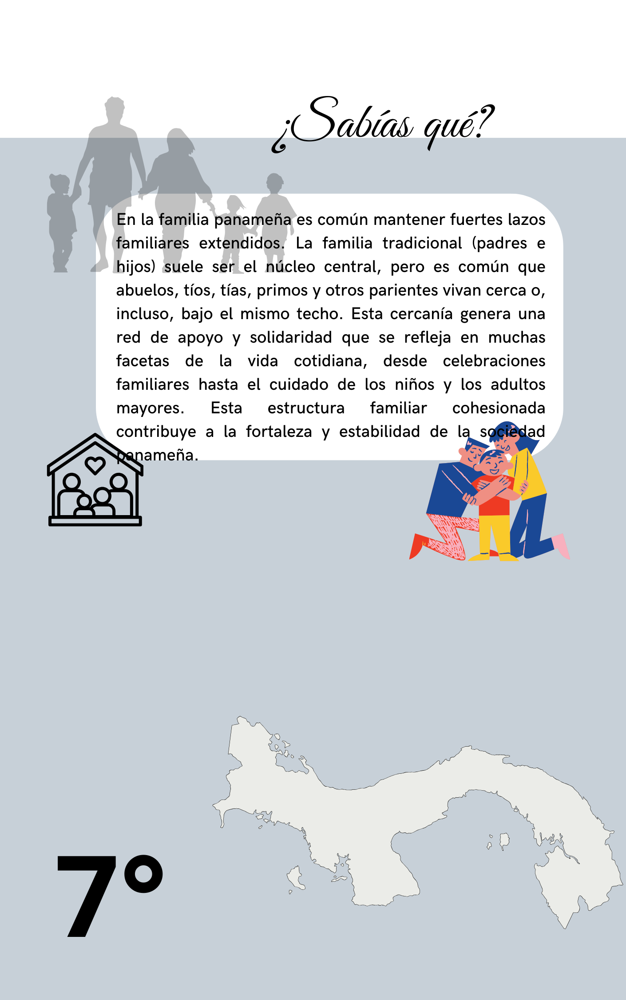 ¿Sabías qué?
En la familia panameña es común mantener fuertes lazos
familiares extendidos. La familia tradicional (padres e
hijos) suele ser el núcleo central, pero es común que
abuelos, tíos, tías, primos y otros parientes vivan cerca o,
incluso, bajo el mismo techo. Esta cercanía genera una
red de apoyo y solidaridad que se refleja en muchas
facetas de la vida cotidiana, desde celebraciones
familiares hasta el cuidado de los niños y los adultos
mayores. Esta estructura familiar cohesionada
contribuye a la fortaleza y estabilidad de la sociedad
panameña.
7°